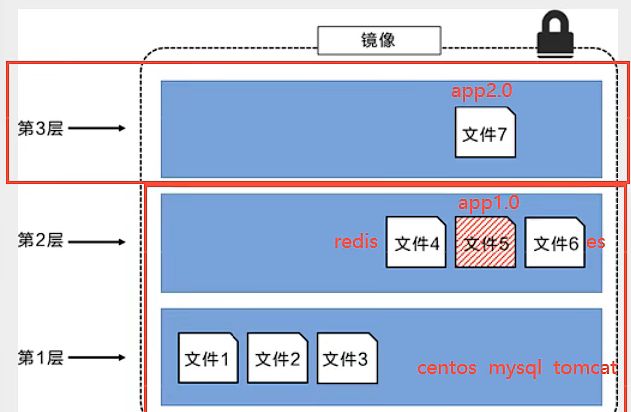 镜像
app2.0
第3层
文件7
app1.0
第2层 redis 文件4 文件5 文件6 es
第1层 文件1 文件2 文件3
centos mysql tomcat